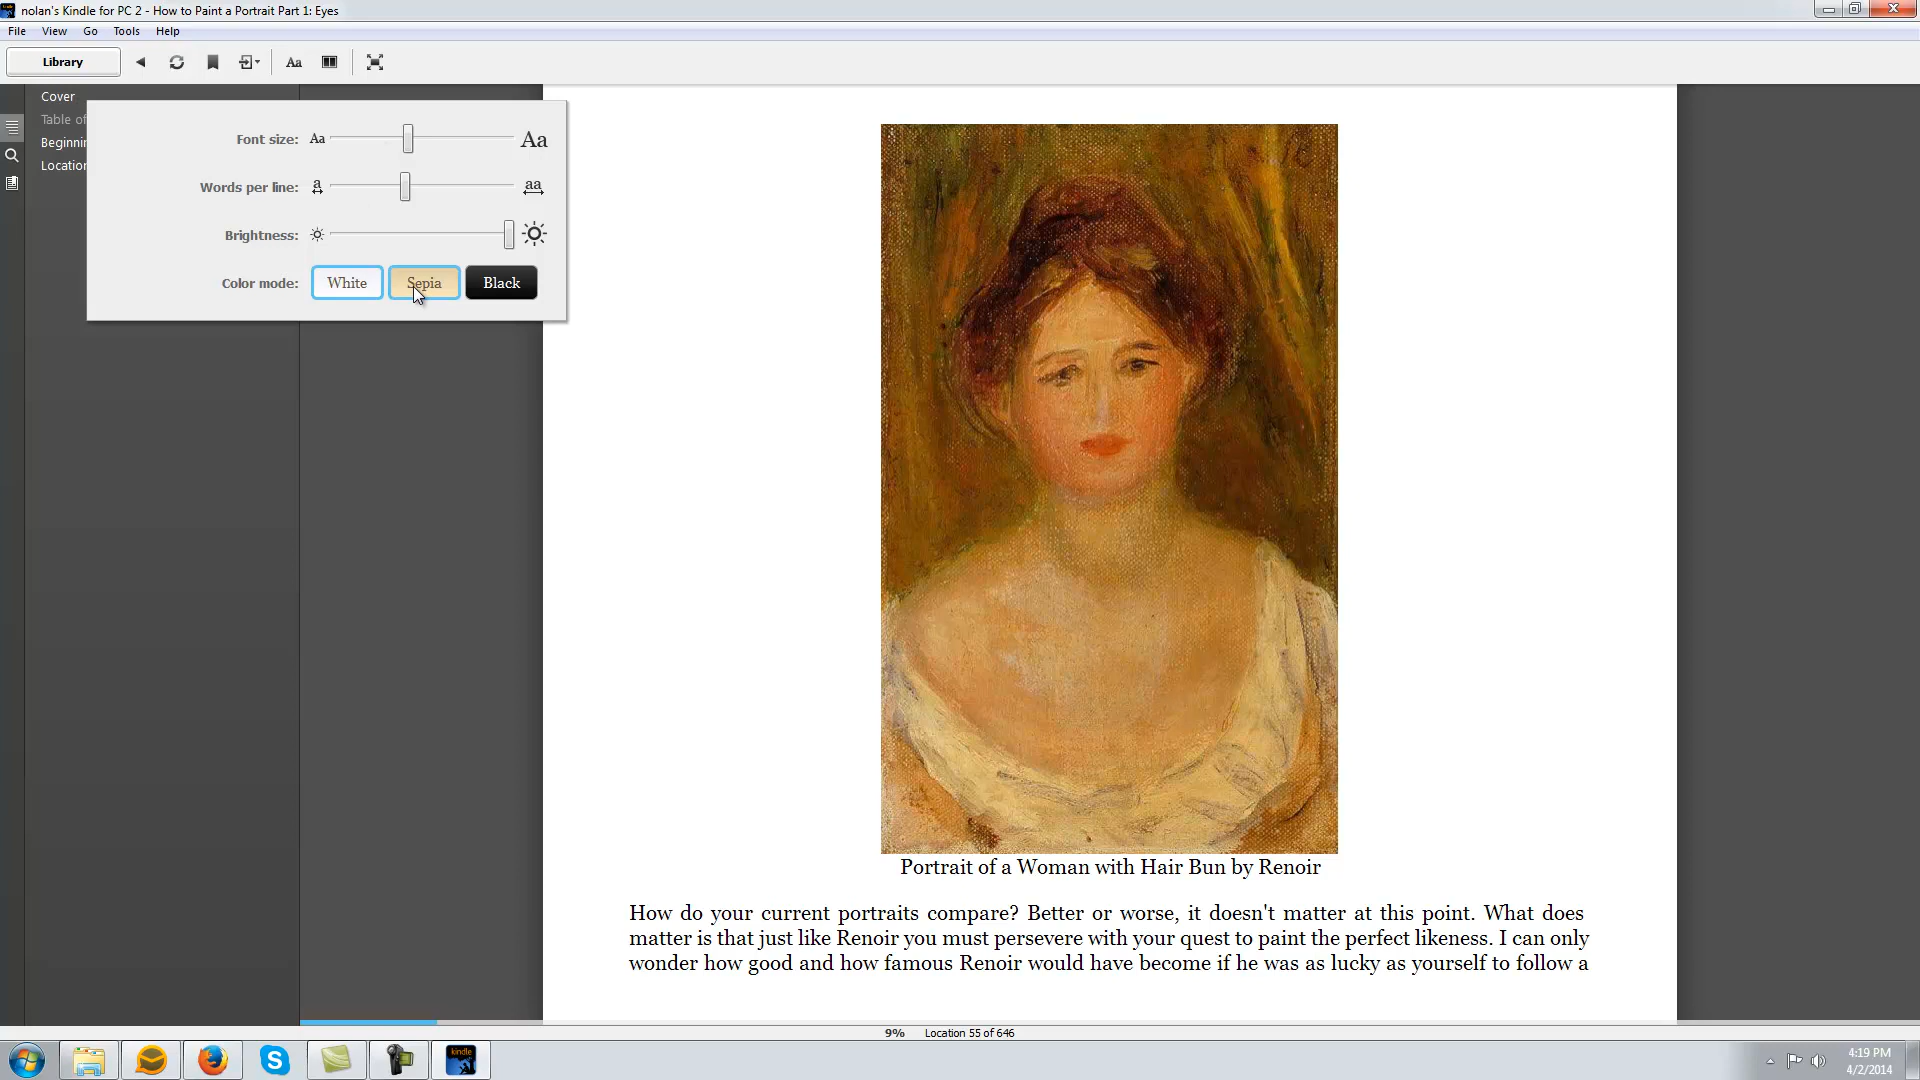 nolan's Kindle for PC 2 - How to Paint a Portrait Part 1: Eyes
File View Go Tools Help
Library Aa
Cover
Table of
Beginnin
Location
Font size: Aa Aa
Words per line: a aa
Brightness:
Color mode: White Sepia Black
Portrait of a Woman with Hair Bun by Renoir
How do your current portraits compare? Better or worse, it doesn't matter at this point. What does
matter is that just like Renoir you must persevere with your quest to paint the perfect likeness. I can only
wonder how good and how famous Renoir would have become if he was as lucky as yourself to follow a
9% Location 55 of 646
kindle
4:19 PM
4/2/2014